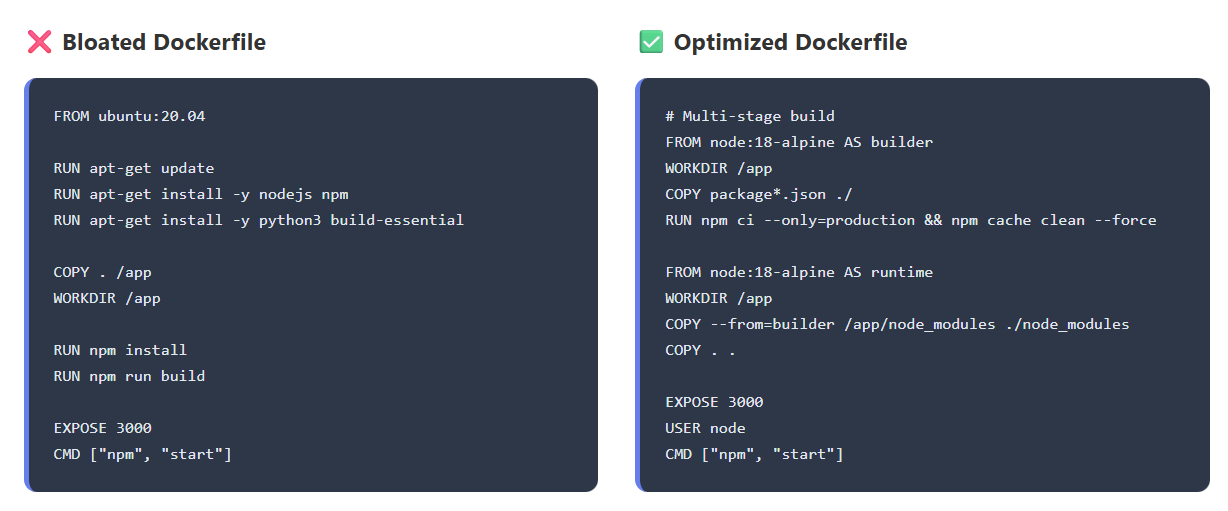 ❌ Bloated Dockerfile
FROM ubuntu:20.04
RUN apt-get update
RUN apt-get install -y nodejs npm
RUN apt-get install -y python3 build-essential
COPY . /app
WORKDIR /app
RUN npm install
RUN npm run build
EXPOSE 3000
CMD ["npm", "start"]
✅ Optimized Dockerfile
# Multi-stage build
FROM node:18-alpine AS builder
WORKDIR /app
COPY package*.json ./
RUN npm ci --only=production && npm cache clean --force
FROM node:18-alpine AS runtime
WORKDIR /app
COPY --from=builder /app/node_modules ./node_modules
COPY . .
EXPOSE 3000
USER node
CMD ["npm", "start"]